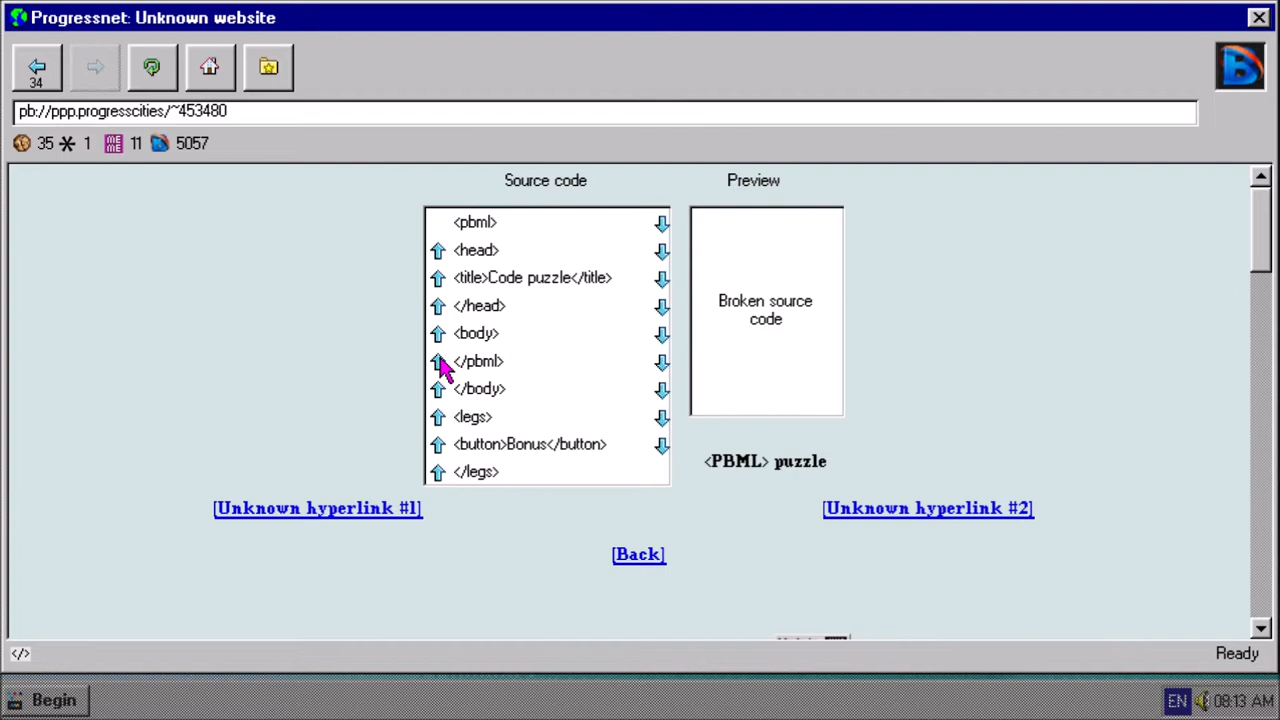 Progressnet: Unknown website
34
pb://ppp.progresscities/~453480
35 1 11 5057
Source code
Preview
<pbml>
<head>
<title>Code puzzle</title>
</head>
<body>
</pbml>
</body>
<legs>
<button>Bonus</button>
</legs>
Broken source
code
<PBML> puzzle
[Unknown hyperlink #1]
[Unknown hyperlink #2]
[Back]
</>
Ready
Begin
EN 08:13 AM